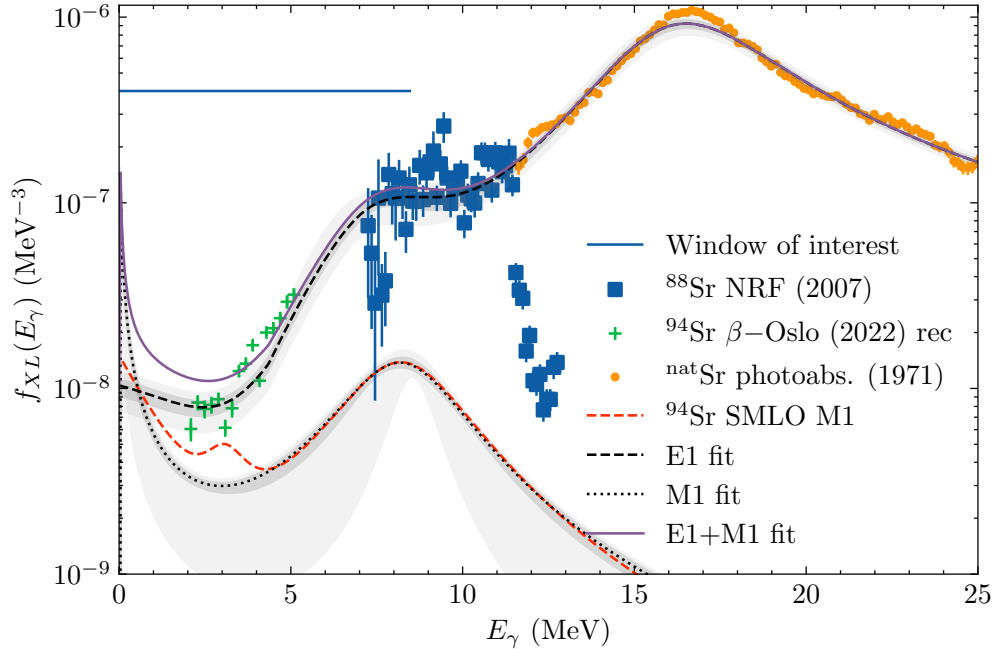 10⁻⁶
10⁻⁷
10⁻⁸
10⁻⁹
f_{XL}(E_γ) (MeV⁻³)
Window of interest
⁸⁸Sr NRF (2007)
⁹⁴Sr β−Oslo (2022) rec
ⁿᵃᵗSr photoabs. (1971)
⁹⁴Sr SMLO M1
E1 fit
M1 fit
E1+M1 fit
0 5 10 15 20 25
E_γ (MeV)